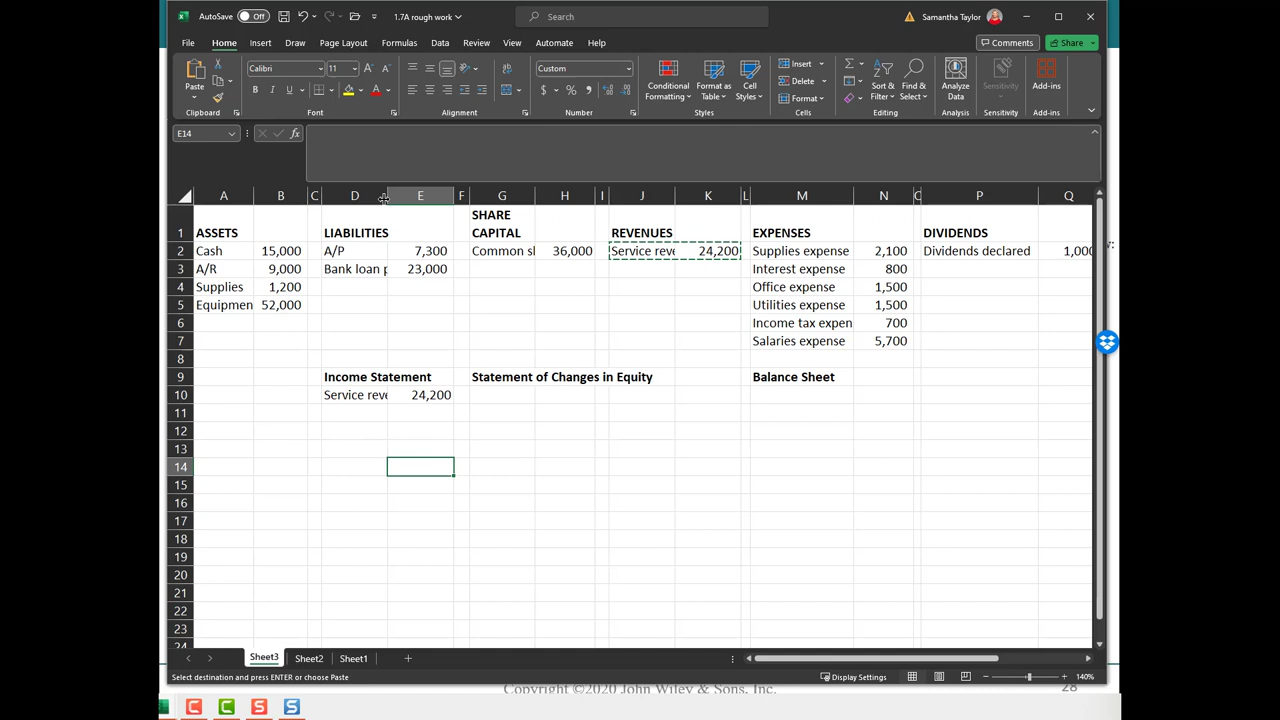 AutoSave Off 1.7A rough work Search Samantha Taylor
File Home Insert Draw Page Layout Formulas Data Review View Automate Help Comments Share
Paste Calibri 11 A A B I U A Custom $ % , Conditional Formatting Format as Table Cell Styles Insert Delete Format Sort & Filter Find & Select Analyze Data Sensitivity Add-ins
Clipboard Font Alignment Number Styles Cells Editing Analysis Sensitivity Add-ins
E14 fx
A B C D E F G H I J K L M N O P Q
1 ASSETS LIABILITIES SHARE CAPITAL REVENUES EXPENSES DIVIDENDS
2 Cash 15,000 A/P 7,300 Common sl 36,000 Service reve 24,200 Supplies expense 2,100 Dividends declared 1,000
3 A/R 9,000 Bank loan p 23,000 Interest expense 800
4 Supplies 1,200 Office expense 1,500
5 Equipmen 52,000 Utilities expense 1,500
6 Income tax expen 700
7 Salaries expense 5,700
8
9 Income Statement Statement of Changes in Equity Balance Sheet
10 Service reve 24,200
11
12
13
14
15
16
17
18
19
20
21
22
23
24
Sheet3 Sheet2 Sheet1
Select destination and press ENTER or choose Paste Display Settings 140%
Copyright ©2020 John Wiley & Sons, Inc. 28